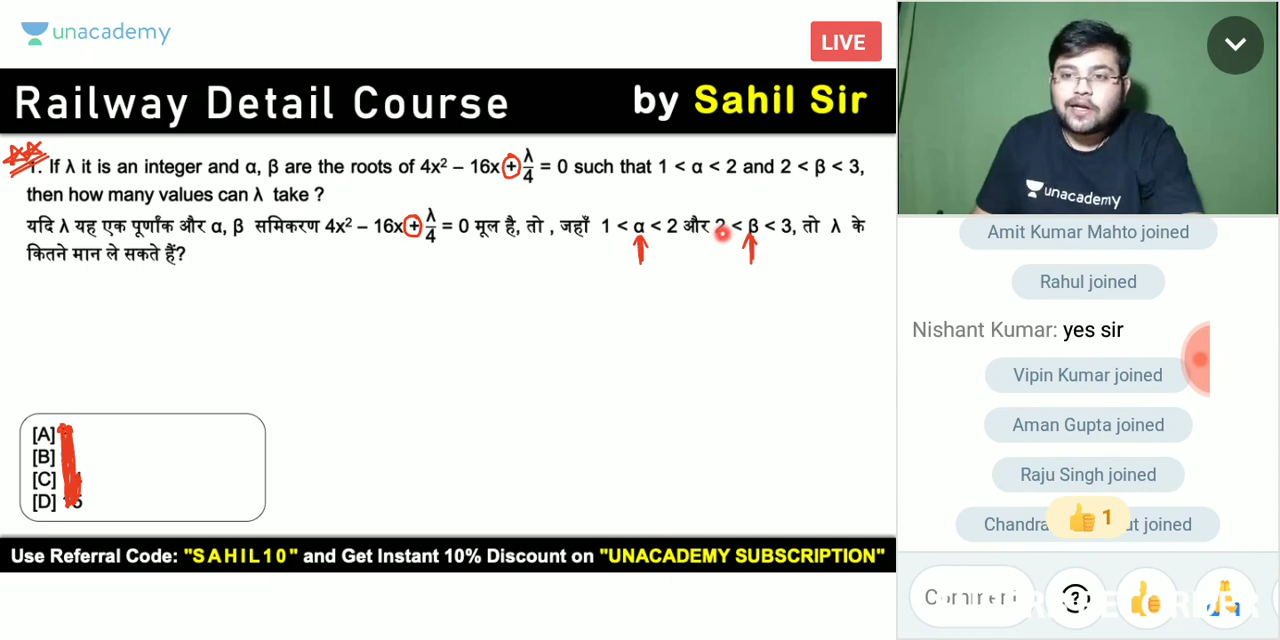 unacademy
LIVE
Railway Detail Course by Sahil Sir
1. If λ it is an integer and α, β are the roots of 4x² − 16x + λ/4 = 0 such that 1 < α < 2 and 2 < β < 3,
then how many values can λ take ?
यदि λ यह एक पूर्णांक और α, β समिकरण 4x² − 16x + λ/4 = 0 मूल है, तो , जहाँ 1 < α < 2 और 2 < β < 3, तो λ के
कितने मान ले सकते हैं?
[A]
[B]
[C]
[D]
Use Referral Code: "SAHIL10" and Get Instant 10% Discount on "UNACADEMY SUBSCRIPTION"
unacademy
Amit Kumar Mahto joined
Rahul joined
Nishant Kumar: yes sir
Vipin Kumar joined
Aman Gupta joined
Raju Singh joined
Chandra joined
1